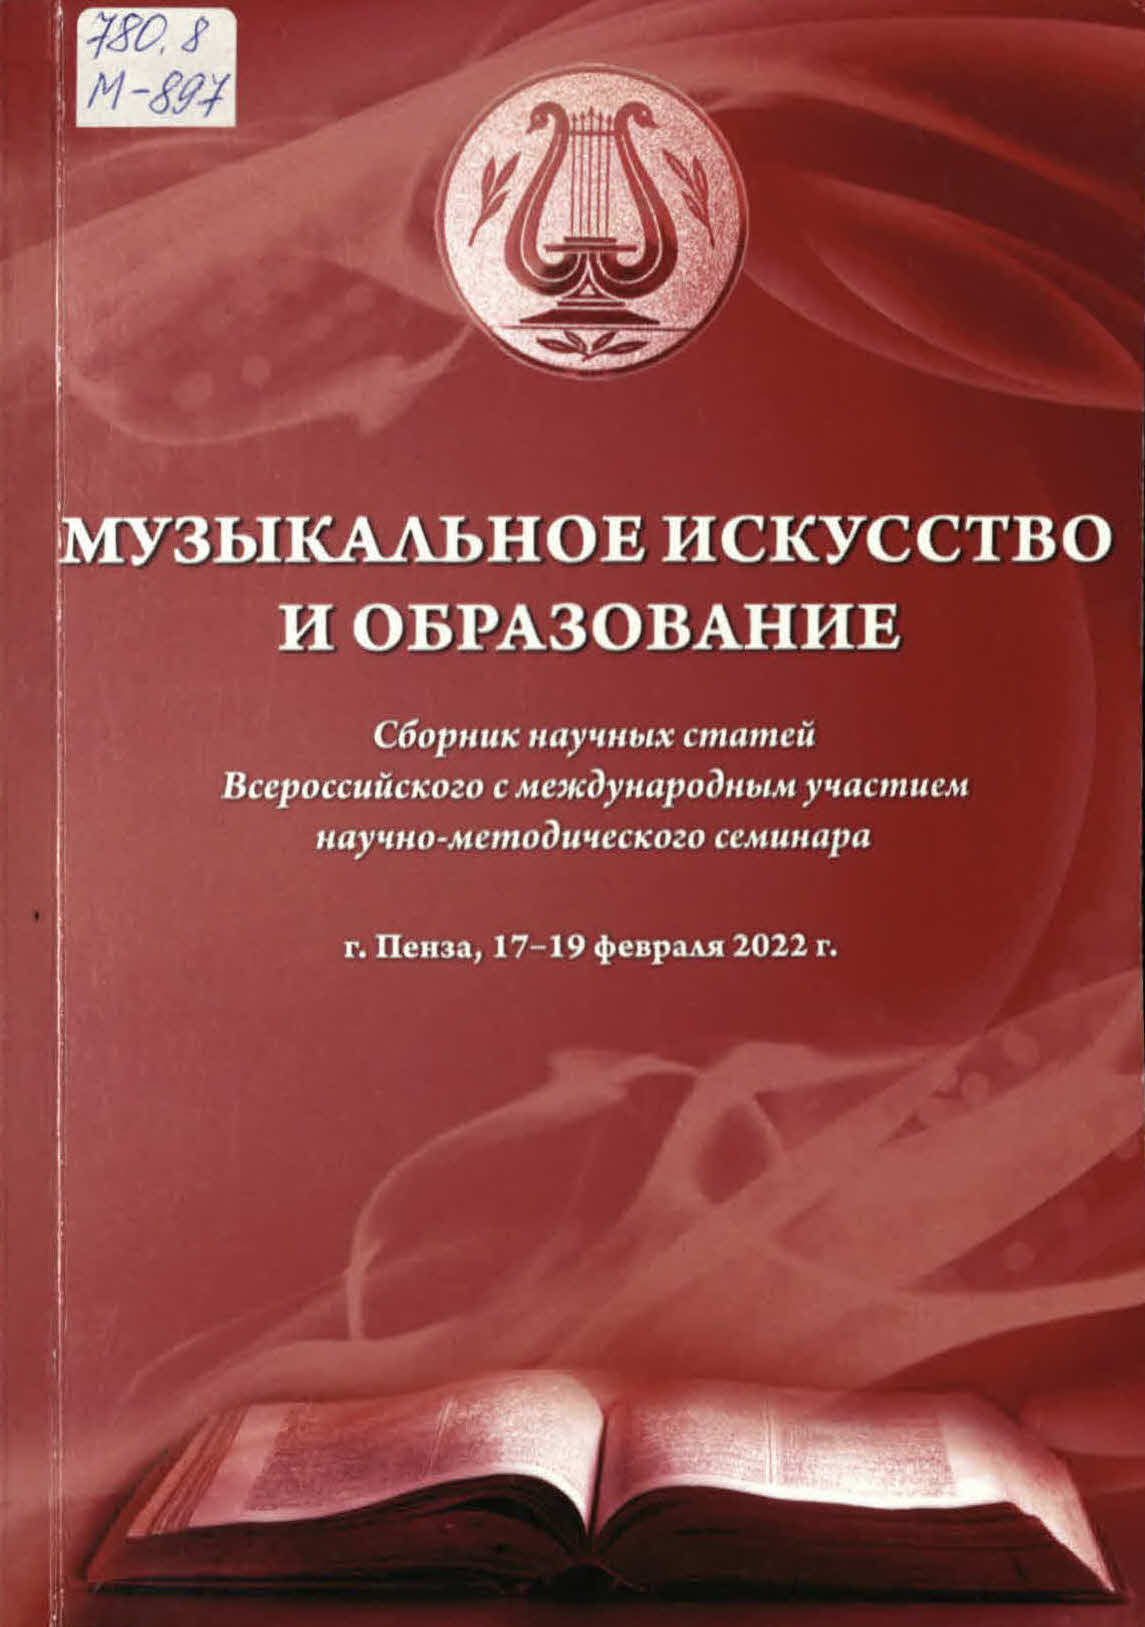 780.8
М-897
МУЗЫКАЛЬНОЕ ИСКУССТВО
И ОБРАЗОВАНИЕ
Сборник научных статей
Всероссийского с международным участием
научно-методического семинара
г. Пенза, 17–19 февраля 2022 г.